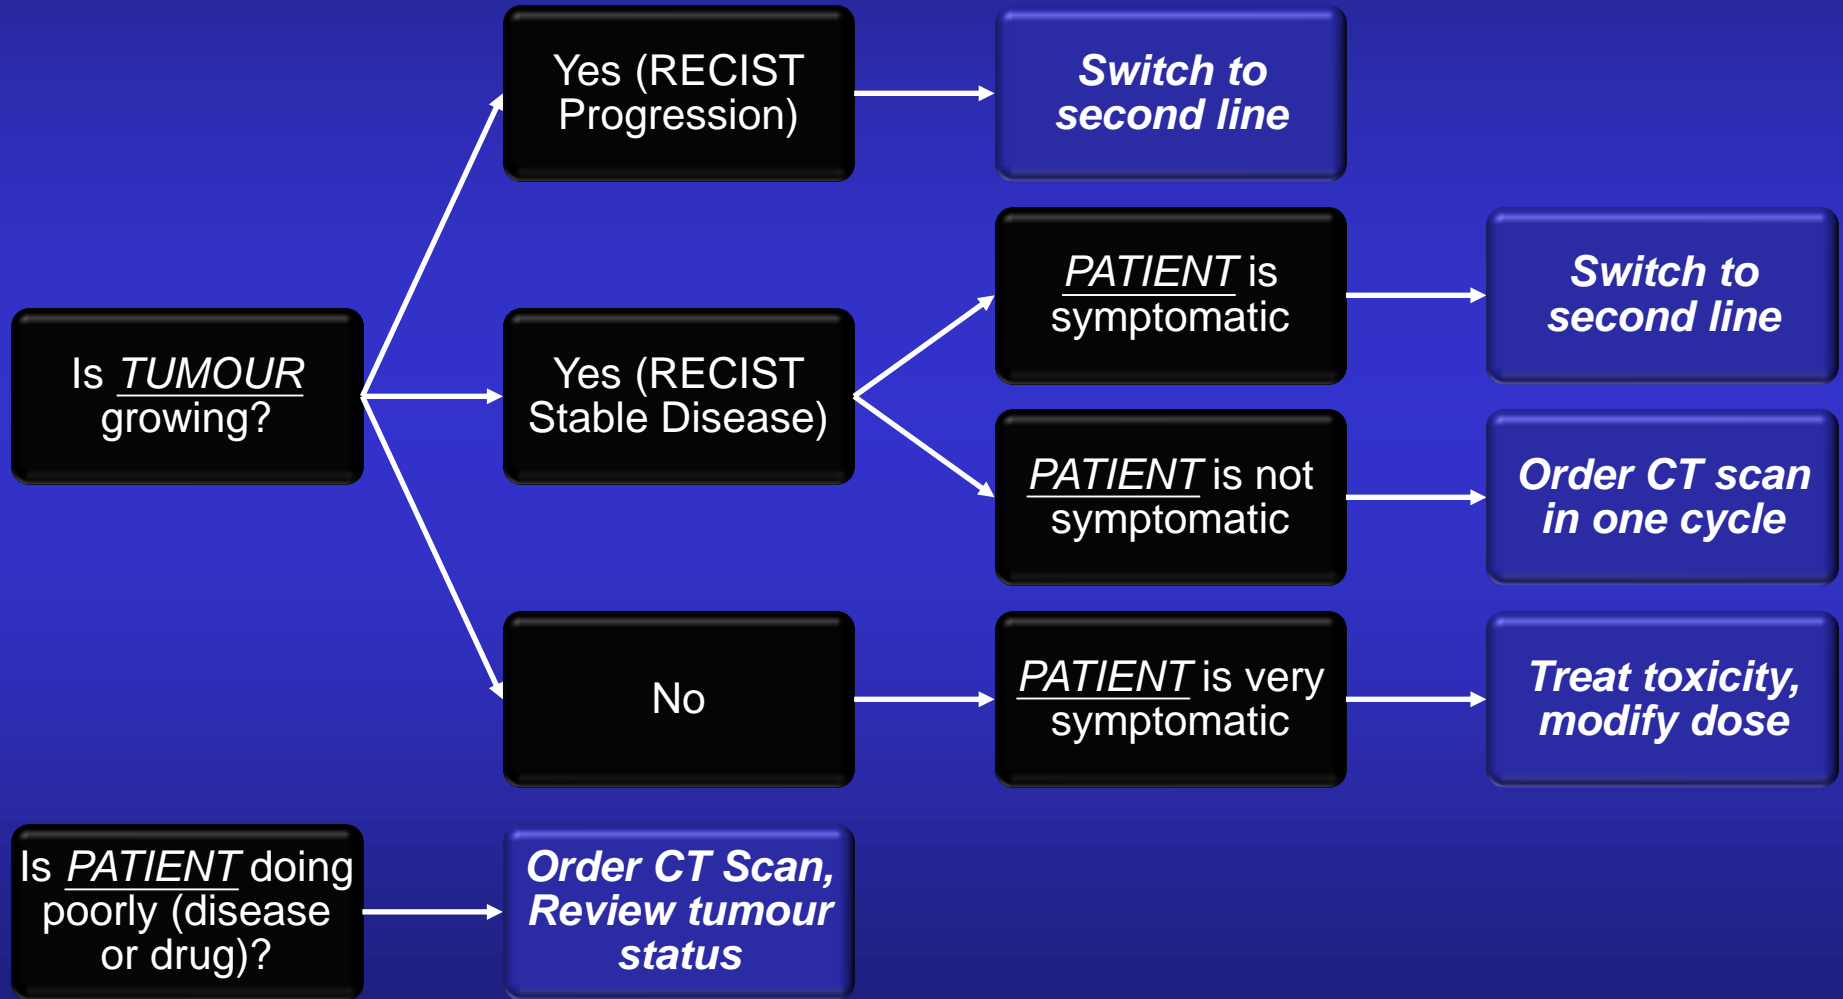 Yes (RECIST
Progression)
Switch to
second line
PATIENT is
symptomatic
Switch to
second line
Is TUMOUR
growing?
Yes (RECIST
Stable Disease)
PATIENT is not
symptomatic
Order CT scan
in one cycle
No
PATIENT is very
symptomatic
Treat toxicity,
modify dose
Is PATIENT doing
poorly (disease
or drug)?
Order CT Scan,
Review tumour
status